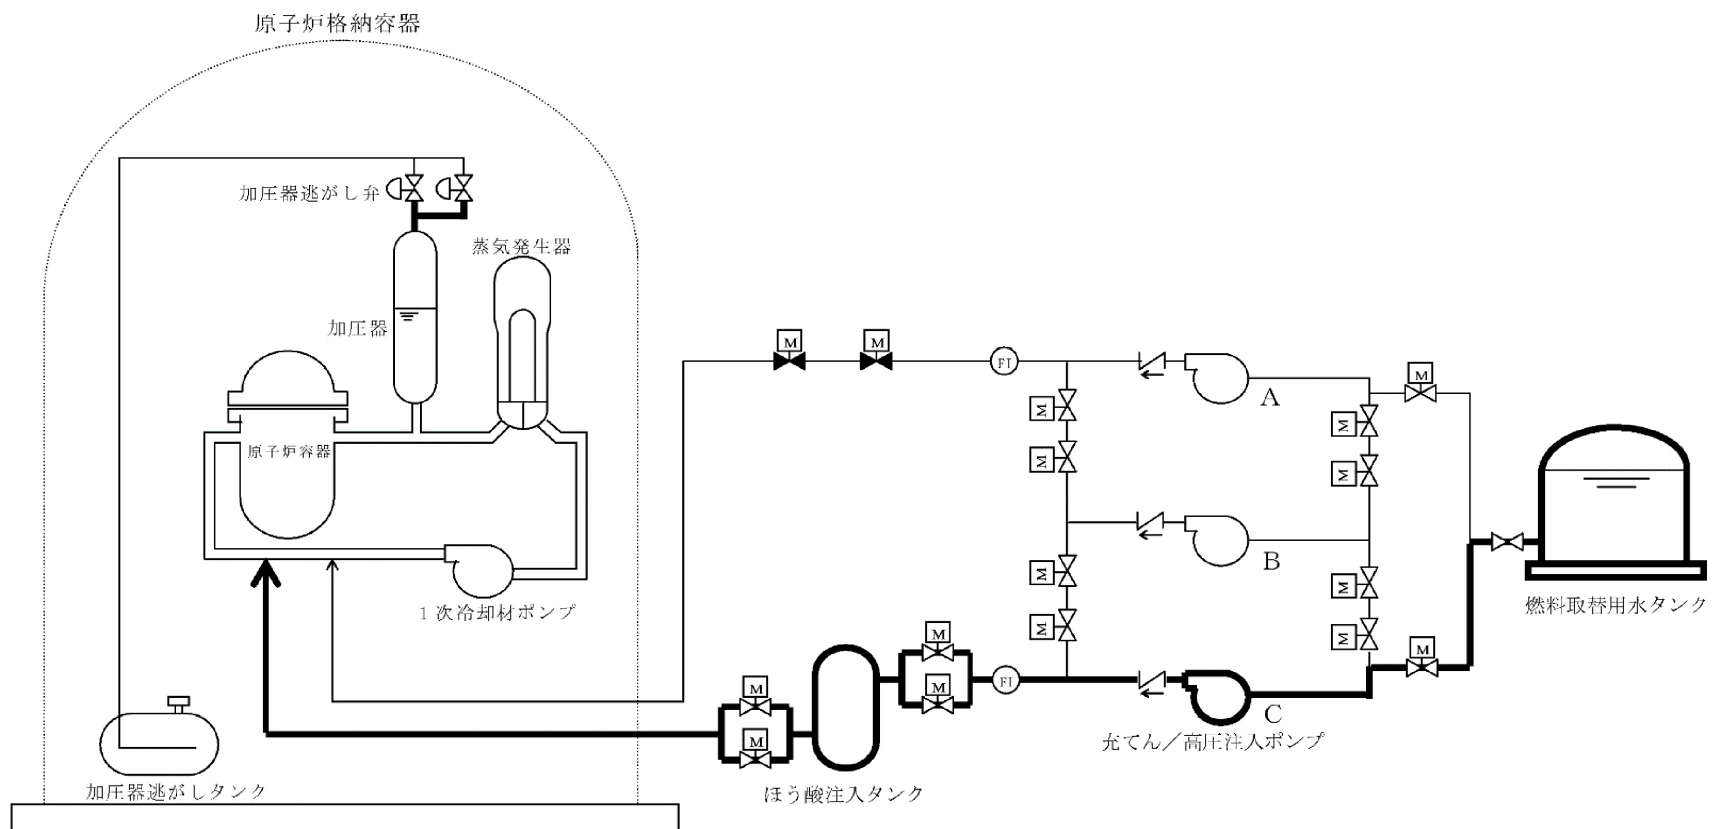 原子炉格納容器
加圧器逃がし弁
蒸気発生器
加圧器
原子炉容器
1次冷却材ポンプ
加圧器逃がしタンク
M
M
FI
A
M
M
M
M
M
B
M
M
M
M
燃料取替用水タンク
M
M
FI
M
M
M
C
充てん／高圧注入ポンプ
ほう酸注入タンク